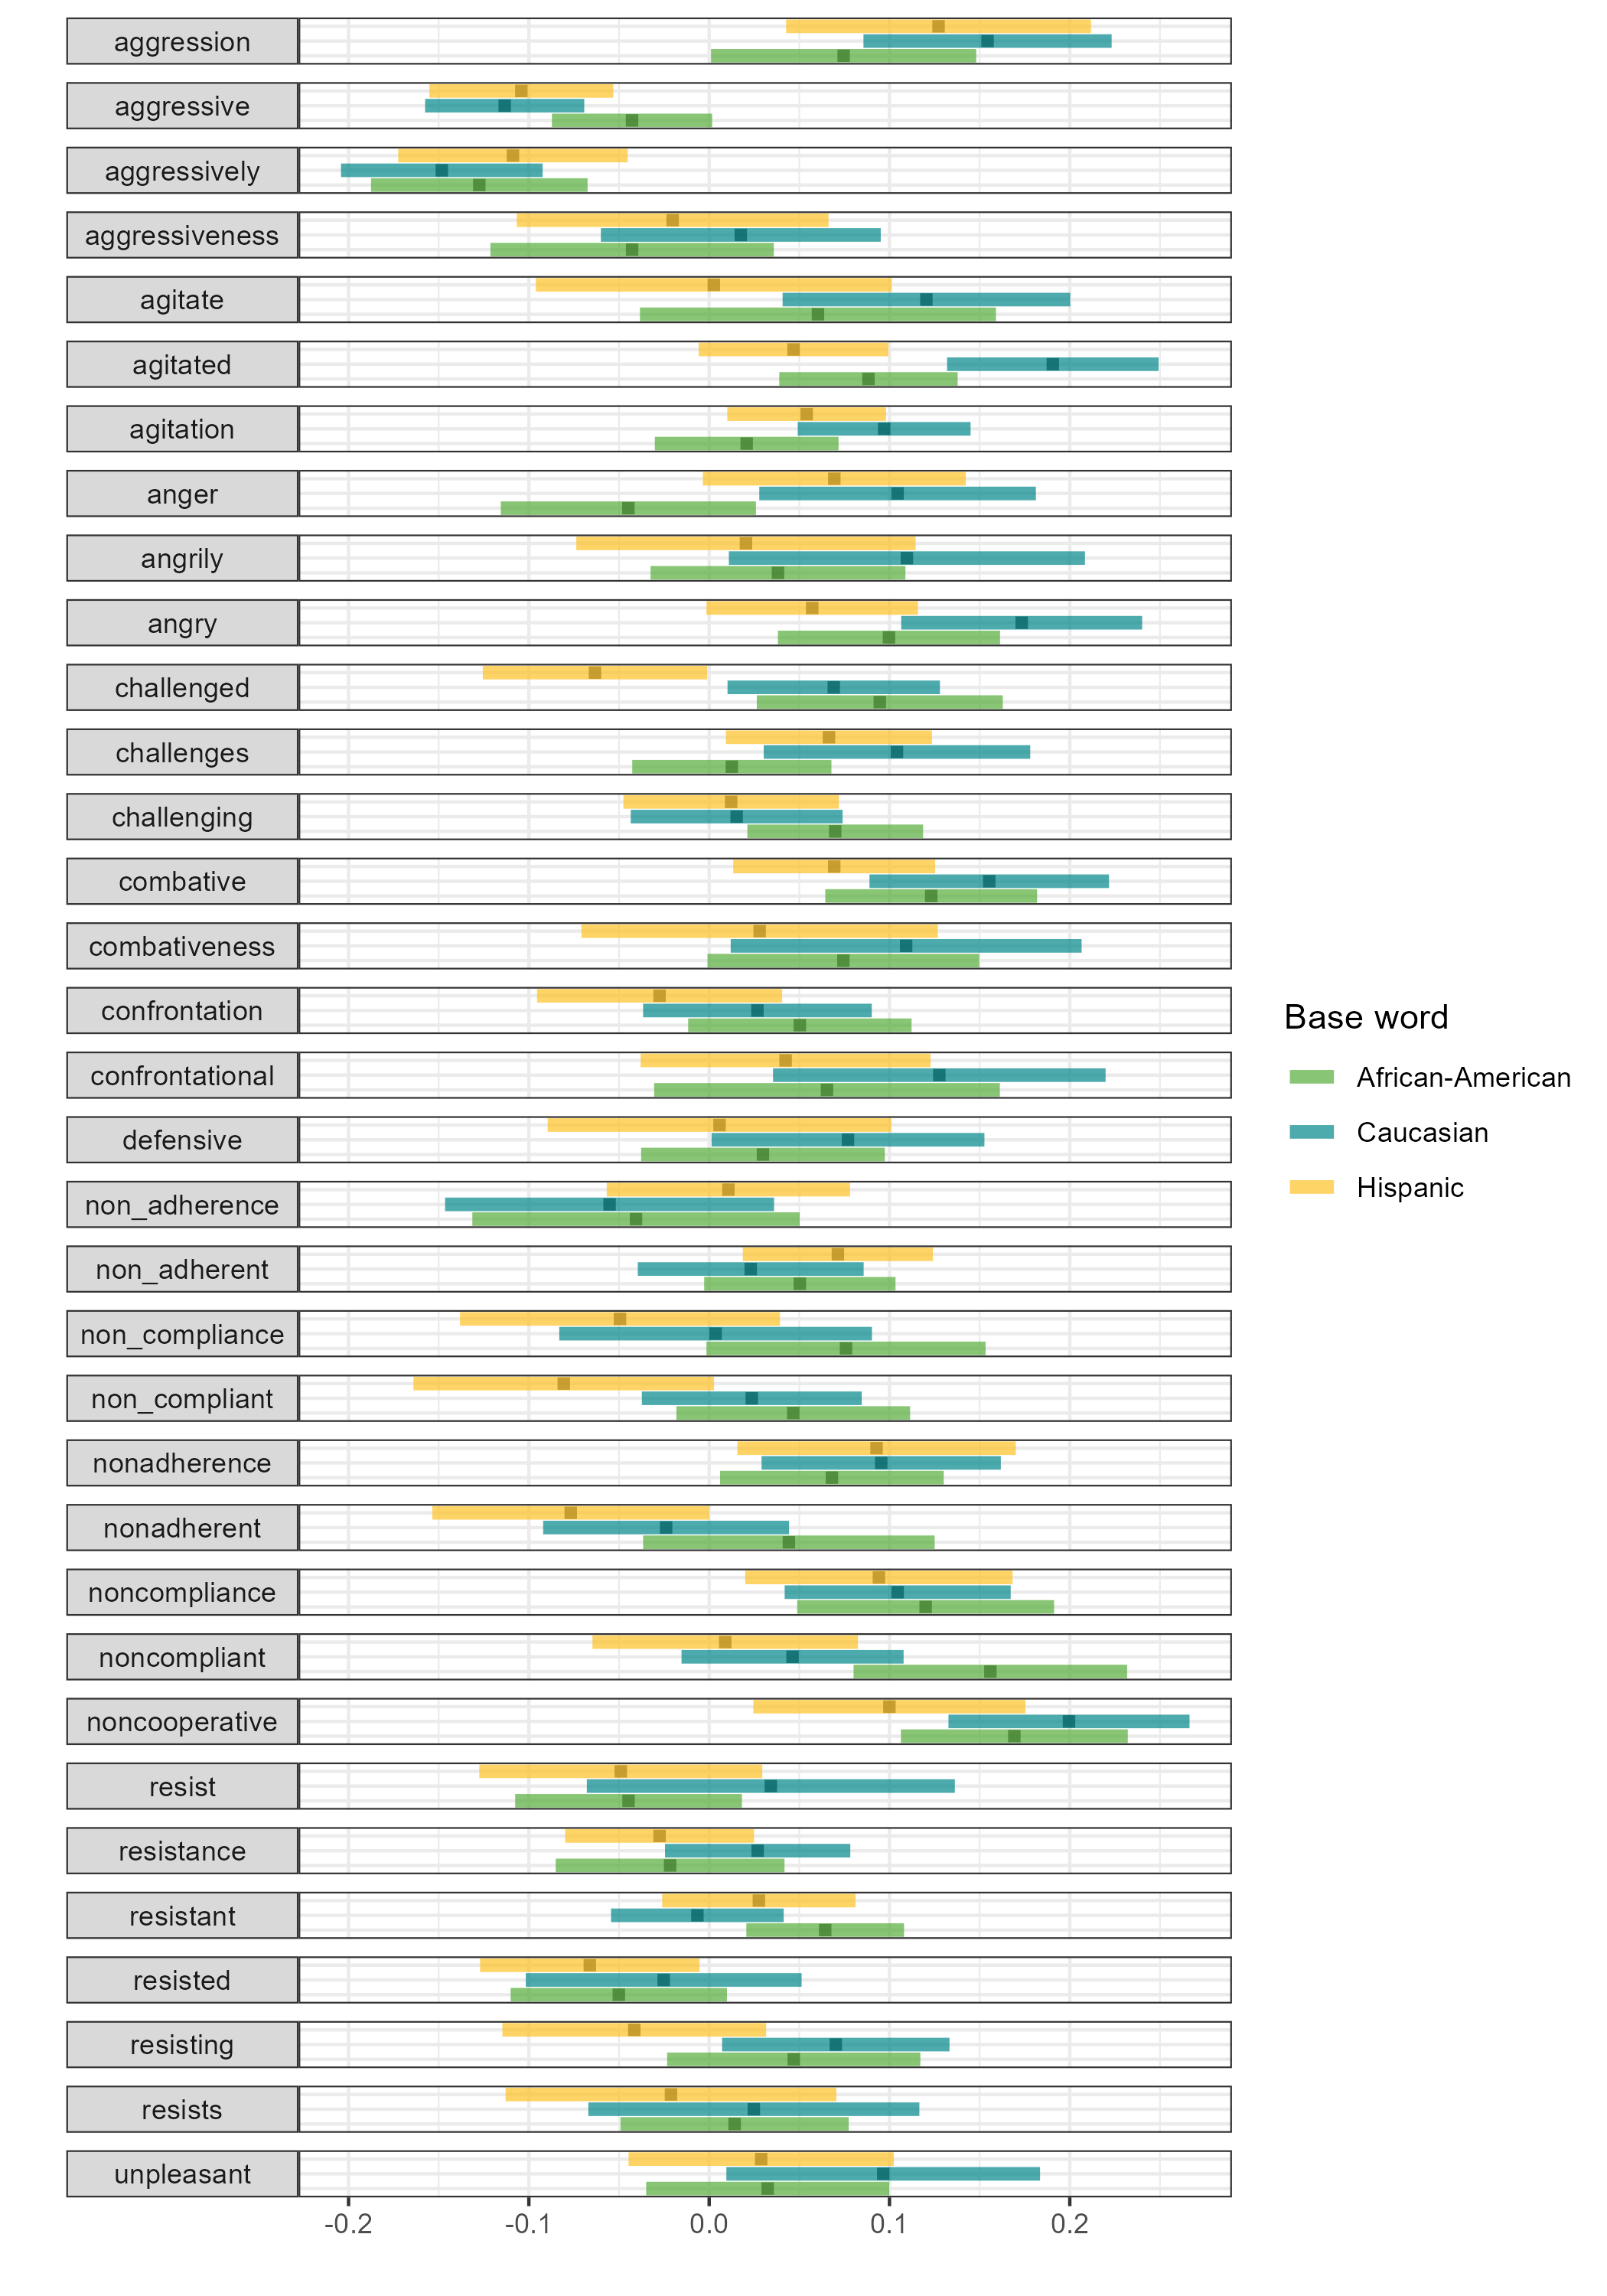 aggression
aggressive
aggressively
aggressiveness
agitate
agitated
agitation
anger
angrily
angry
challenged
challenges
challenging
combative
combativeness
confrontation
confrontational
defensive
non_adherence
non_adherent
non_compliance
non_compliant
nonadherence
nonadherent
noncompliance
noncompliant
noncooperative
resist
resistance
resistant
resisted
resisting
resists
unpleasant
-0.2 -0.1 0.0 0.1 0.2
Base word
African-American
Caucasian
Hispanic